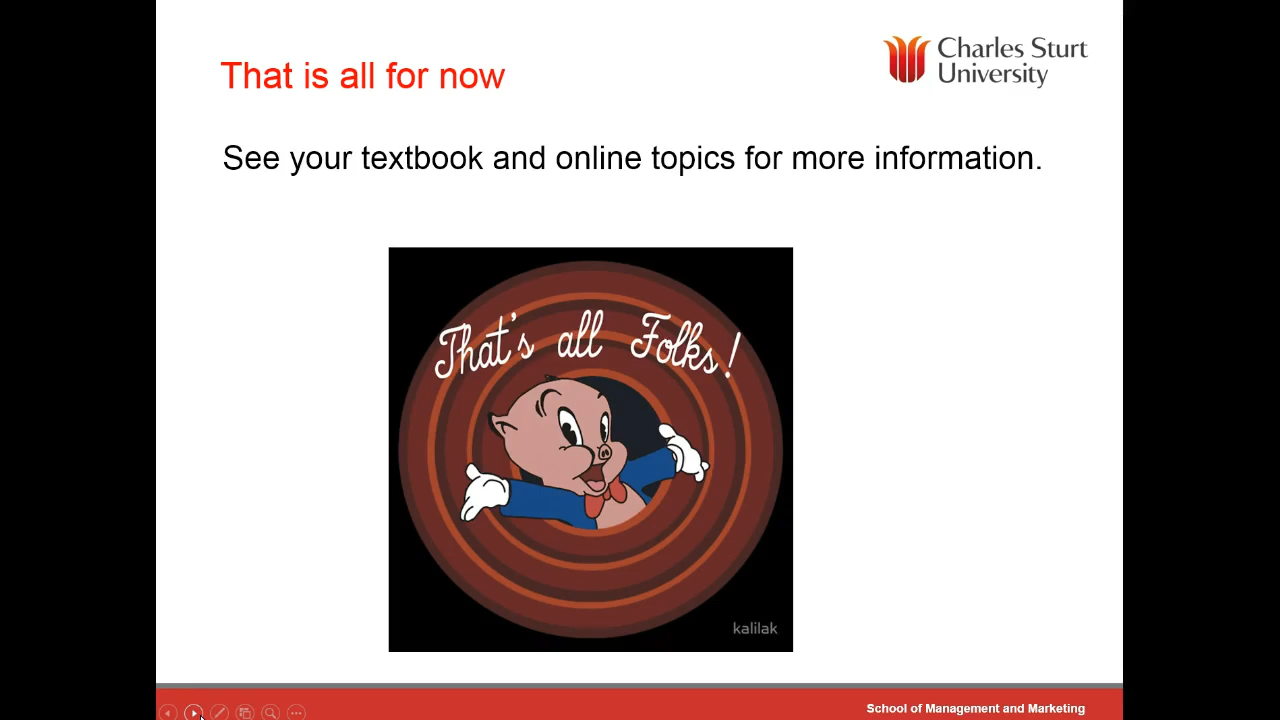 That is all for now
Charles Sturt
University
See your textbook and online topics for more information.
That's all Folks!
kalilak
School of Management and Marketing